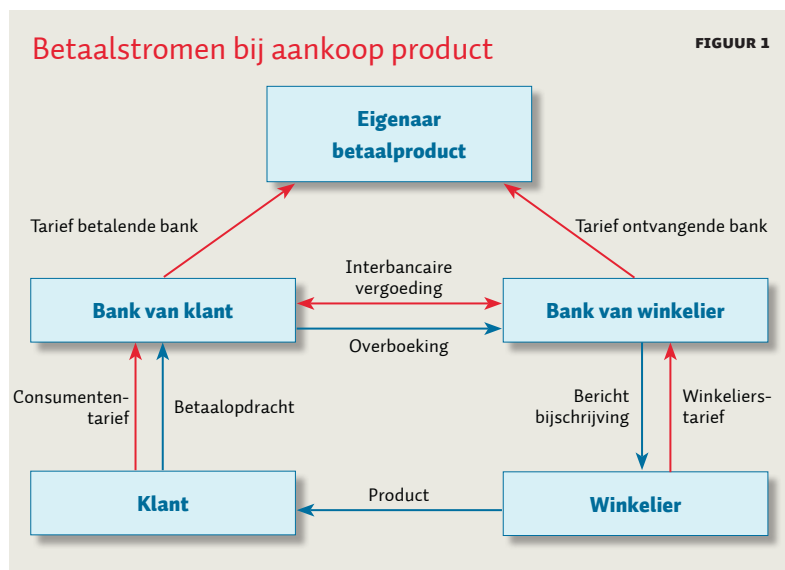 Betaalstromen bij aankoop product
FIGUUR 1
Eigenaar
betaalproduct
Tarief betalende bank
Tarief ontvangende bank
Interbancaire
vergoeding
Bank van klant
Bank van winkelier
Overboeking
Consumenten-
tarief
Betaalopdracht
Bericht
bijschrijving
Winkeliers-
tarief
Klant
Product
Winkelier